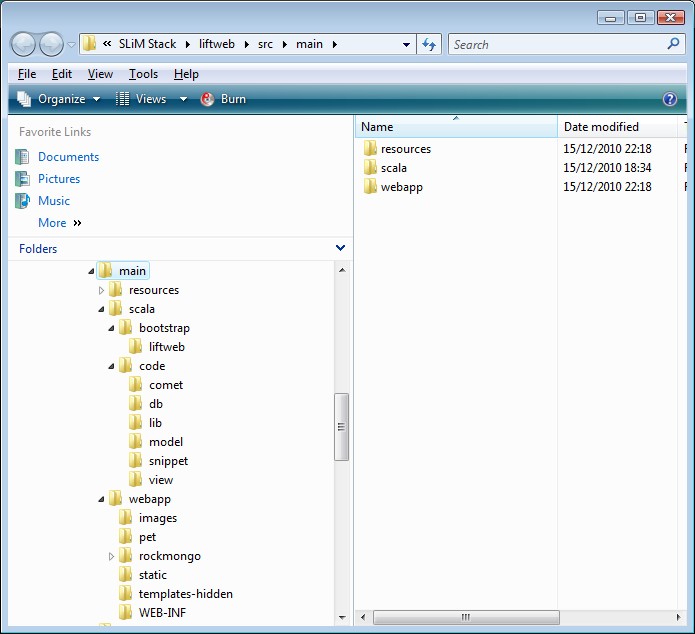 « SLiM Stack liftweb src main Search
File Edit View Tools Help
Organize Views Burn ?
Favorite Links
Documents
Pictures
Music
More »
Folders
main
resources
scala
bootstrap
liftweb
code
comet
db
lib
model
snippet
view
webapp
images
pet
rockmongo
static
templates-hidden
WEB-INF
Name Date modified
resources 15/12/2010 22:18
scala 15/12/2010 18:34
webapp 15/12/2010 22:18